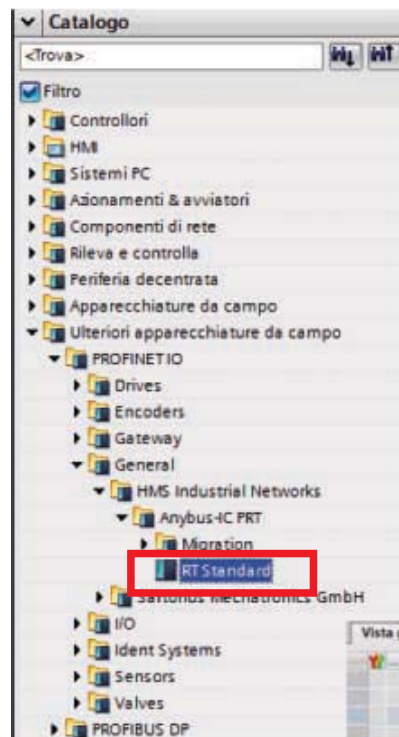 Catalogo
<Trova>
Filtro
Controllori
HMI
Sistemi PC
Azionamenti & avviatori
Componenti di rete
Rileva e controlla
Periferia decentrata
Apparecchiature da campo
Ulteriori apparecchiature da campo
PROFINET IO
Drives
Encoders
Gateway
General
HMS Industrial Networks
Anybus-IC PRT
Migration
RT Standard
Sartorius Mechatronics GmbH
I/O
Ident Systems
Sensors
Valves
PROFIBUS DP
Vista